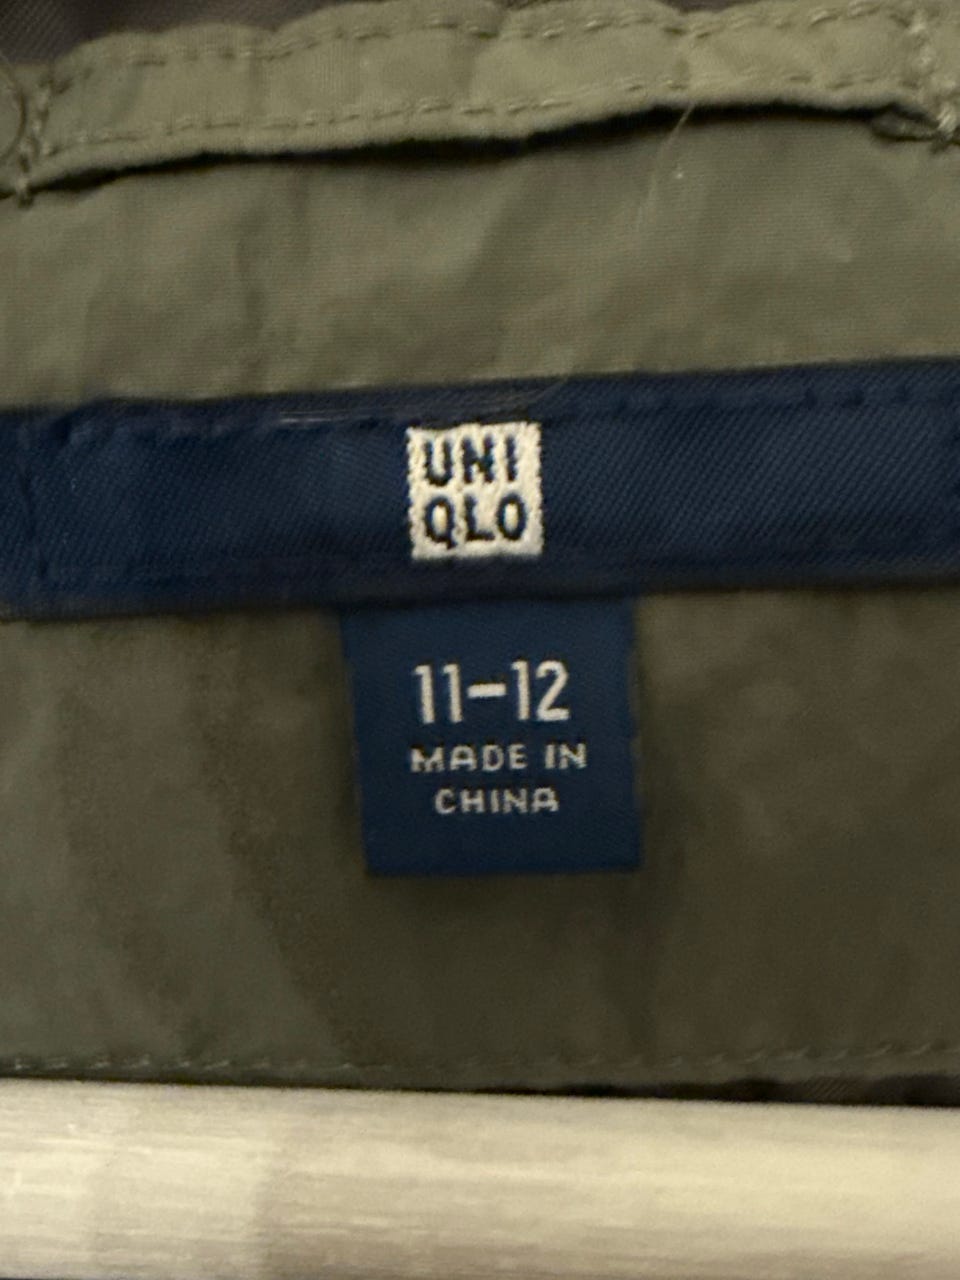 UNI
QLO
11-12
MADE IN
CHINA